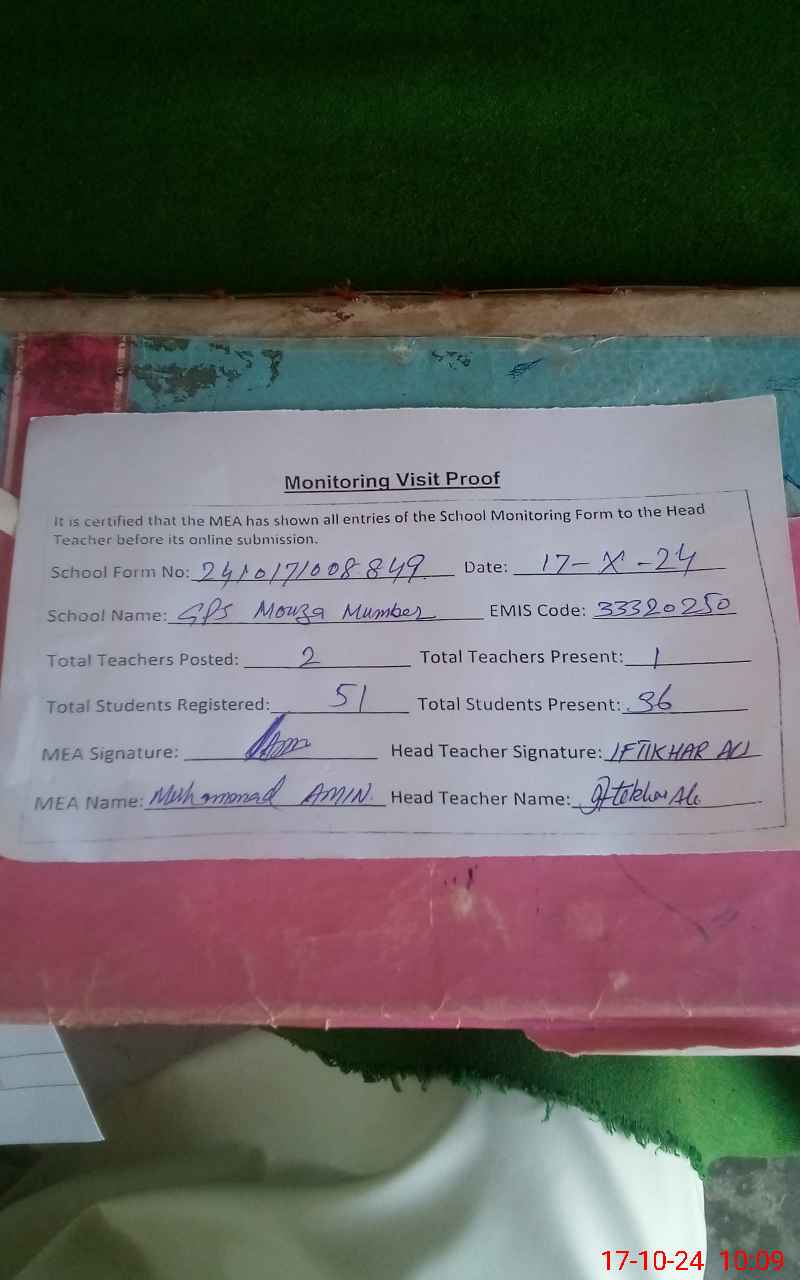 Monitoring Visit Proof
It is certified that the MEA has shown all entries of the School Monitoring Form to the Head
Teacher before its online submission.
School Form No: 2410171008849 Date: 17-X-24
School Name: GPS Mouza Mumber EMIS Code: 33320250
Total Teachers Posted: 2 Total Teachers Present: 1
Total Students Registered: 51 Total Students Present: 36
MEA Signature: Head Teacher Signature: IFTIKHAR ALI
MEA Name: Muhammad AMIN. Head Teacher Name: Iftekhar Ali
17-10-24 10:09